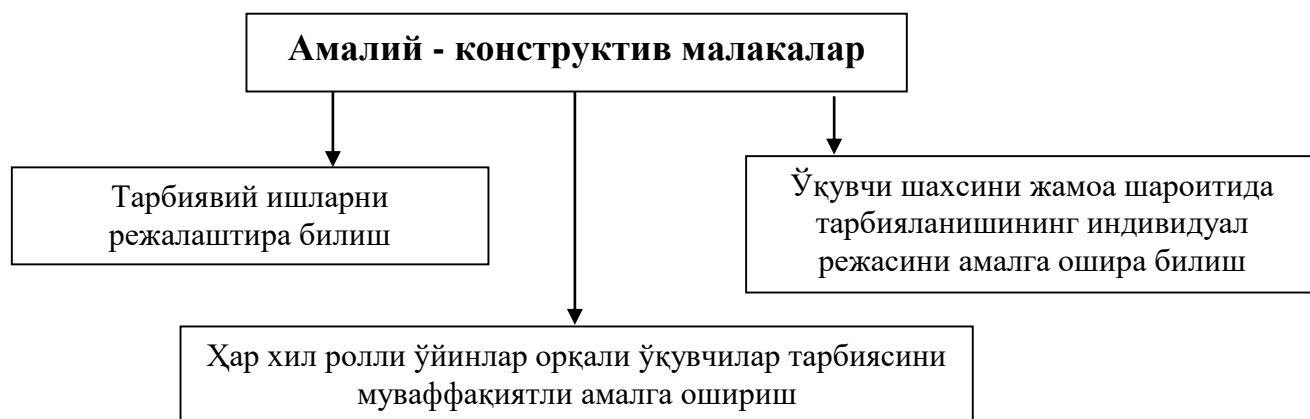 Амалий - конструктив малакалар
Тарбиявий ишларни
режалаштира билиш
Ўқувчи шахсини жамоа шароитида
тарбияланишининг индивидуал
режасини амалга ошира билиш
Ҳар хил ролли ўйинлар орқали ўқувчилар тарбиясини
муваффақиятли амалга ошириш